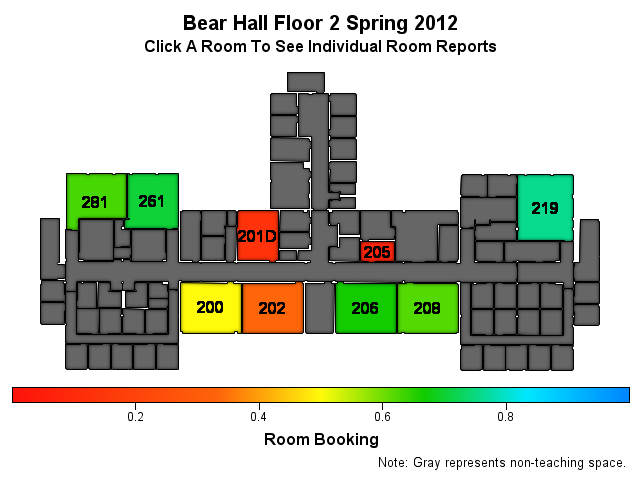 Bear Hall Floor 2 Spring 2012
Click A Room To See Individual Room Reports
281
261
219
201D
205
200
202
206
208
0.2
0.4
0.6
0.8
Room Booking
Note: Gray represents non-teaching space.